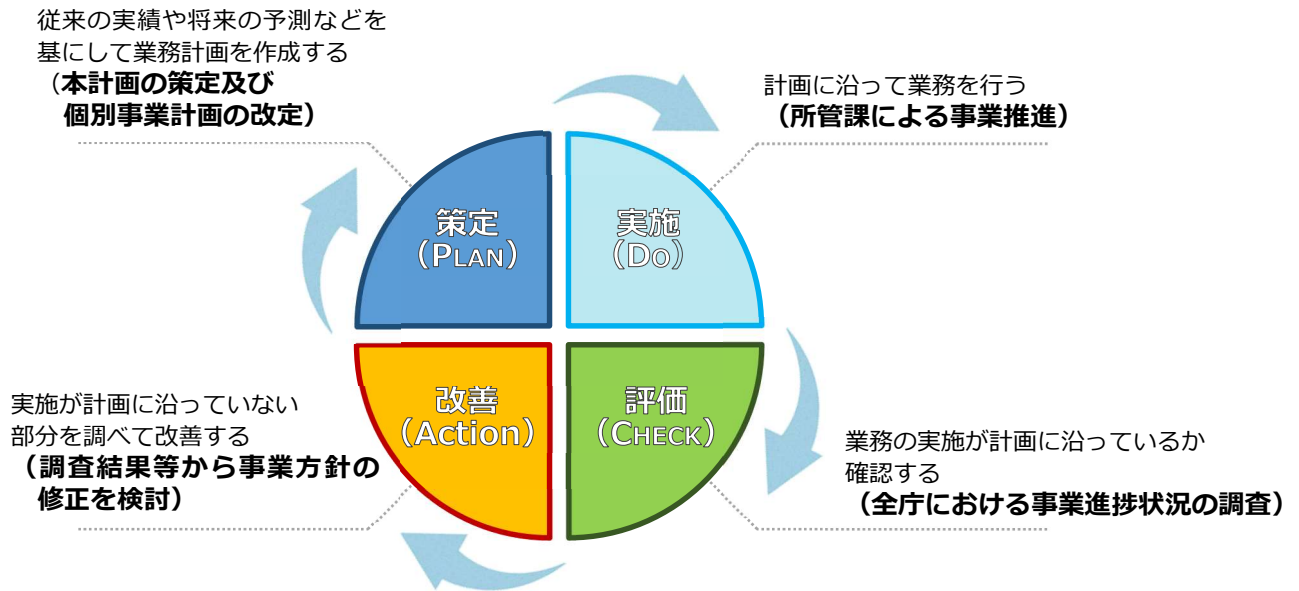 従来の実績や将来の予測などを
基にして業務計画を作成する
（本計画の策定及び
個別事業計画の改定）
計画に沿って業務を行う
（所管課による事業推進）
策定
（PLAN）
実施
（DO）
改善
（Action）
評価
（CHECK）
実施が計画に沿っていない
部分を調べて改善する
（調査結果等から事業方針の
修正を検討）
業務の実施が計画に沿っているか
確認する
（全庁における事業進捗状況の調査）